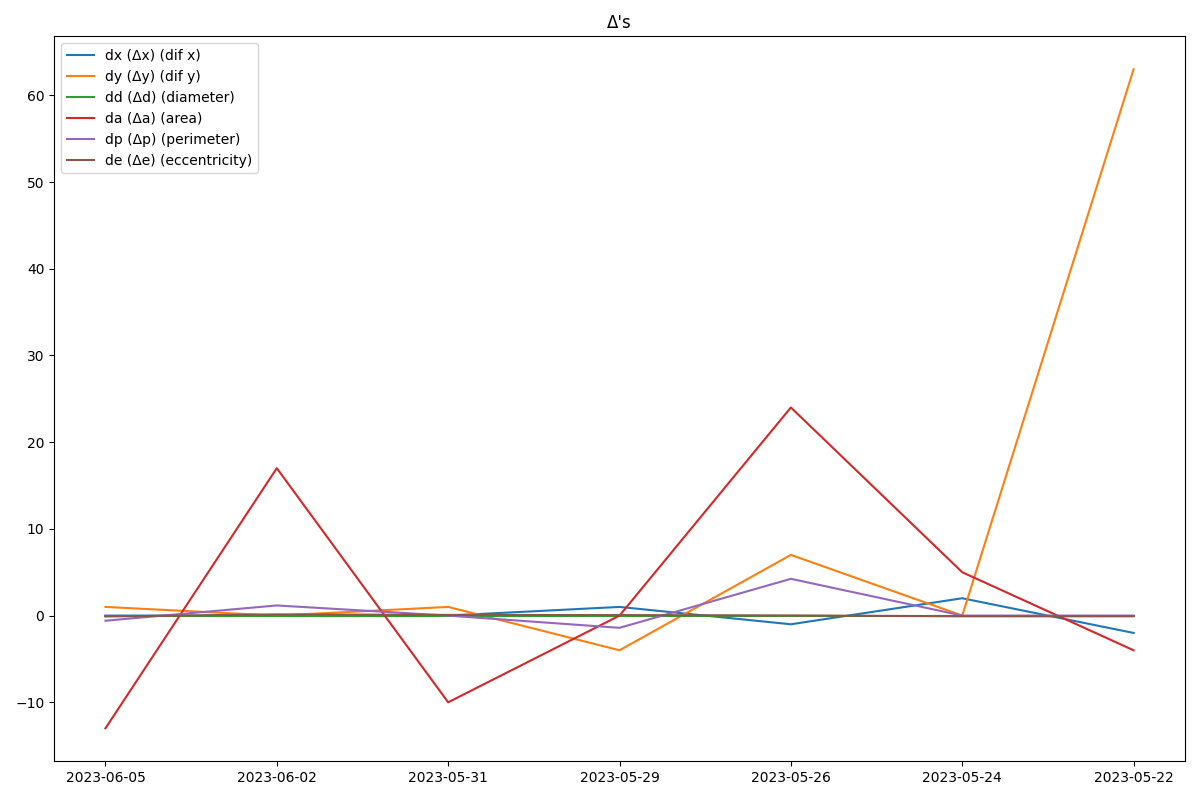 Δ's
dx (Δx) (dif x)
dy (Δy) (dif y)
dd (Δd) (diameter)
da (Δa) (area)
dp (Δp) (perimeter)
de (Δe) (eccentricity)
60
50
40
30
20
10
0
−10
2023-06-05 2023-06-02 2023-05-31 2023-05-29 2023-05-26 2023-05-24 2023-05-22